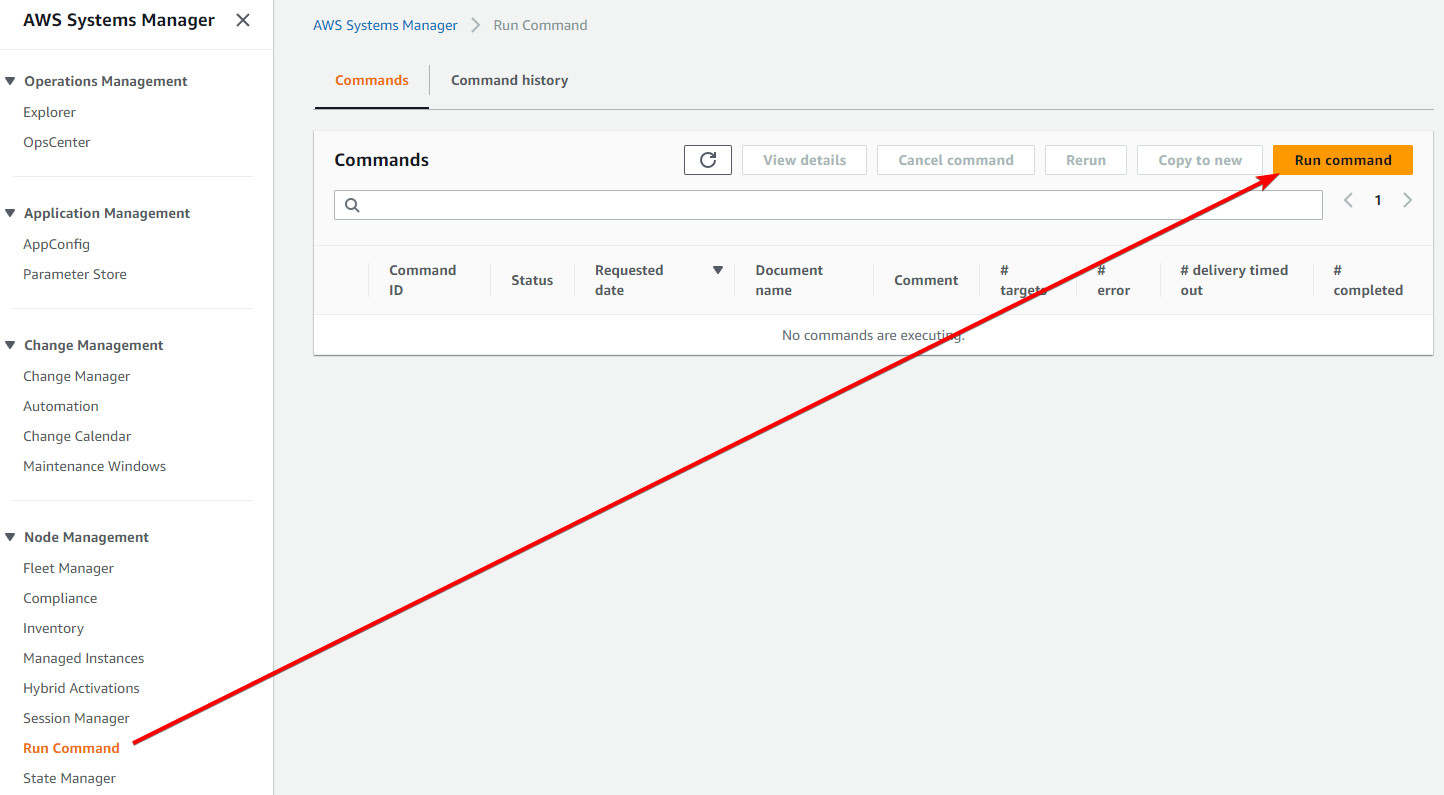 AWS Systems Manager
Operations Management
Explorer
OpsCenter
Application Management
AppConfig
Parameter Store
Change Management
Change Manager
Automation
Change Calendar
Maintenance Windows
Node Management
Fleet Manager
Compliance
Inventory
Managed Instances
Hybrid Activations
Session Manager
Run Command
State Manager
AWS Systems Manager > Run Command
Commands Command history
Commands View details Cancel command Rerun Copy to new Run command
1
Command ID
Status
Requested date
Document name
Comment
# targets
# error
# delivery timed out
# completed
No commands are executing.